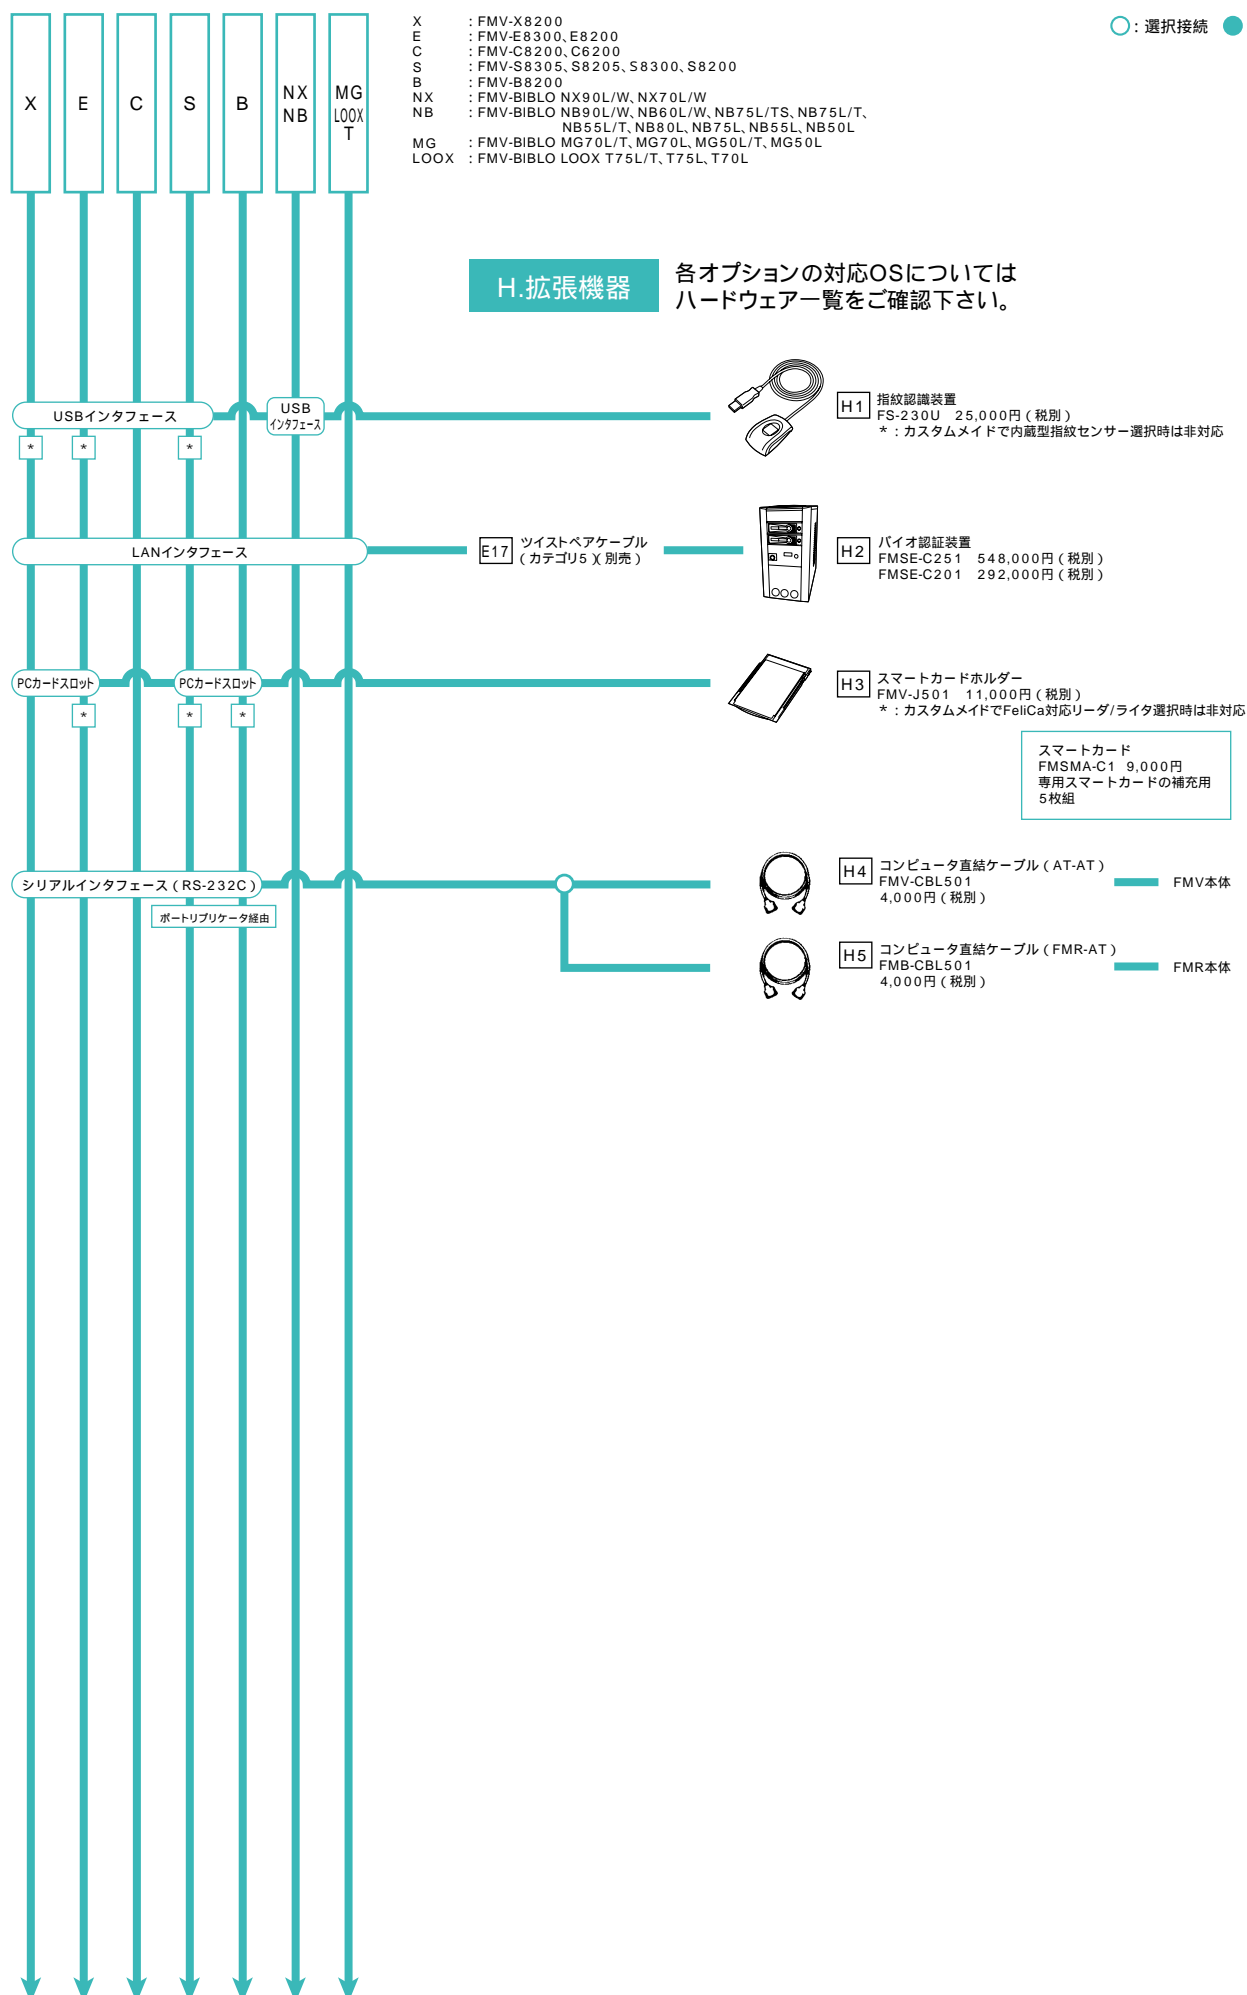 X
E
C
S
B
NX
NB
MG
LOOX
T
X : FMV-X8200
E : FMV-E8300、E8200
C : FMV-C8200、C6200
S : FMV-S8305、S8205、S8300、S8200
B : FMV-B8200
NX : FMV-BIBLO NX90L/W、NX70L/W
NB : FMV-BIBLO NB90L/W、NB60L/W、NB75L/TS、NB75L/T、
NB55L/T、NB80L、NB75L、NB55L、NB50L
MG : FMV-BIBLO MG70L/T、MG70L、MG50L/T、MG50L
LOOX : FMV-BIBLO LOOX T75L/T、T75L、T70L
○: 選択接続 ●
H.拡張機器
各オプションの対応OSについては
ハードウェア一覧をご確認下さい。
USBインタフェース
USB
インタフェース
* * *
H1 指紋認識装置
FS-230U 25,000円(税別)
*:カスタムメイドで内蔵型指紋センサー選択時は非対応
LANインタフェース
E17 ツイストペアケーブル
(カテゴリ5)(別売)
H2 バイオ認証装置
FMSE-C251 548,000円(税別)
FMSE-C201 292,000円(税別)
PCカードスロット
PCカードスロット
* * *
H3 スマートカードホルダー
FMV-J501 11,000円(税別)
*:カスタムメイドでFeliCa対応リーダ/ライタ選択時は非対応
スマートカード
FMSMA-C1 9,000円
専用スマートカードの補充用
5枚組
シリアルインタフェース(RS-232C)
ポートリプリケータ経由
H4 コンピュータ直結ケーブル(AT-AT)
FMV-CBL501
4,000円(税別)
FMV本体
H5 コンピュータ直結ケーブル(FMR-AT)
FMB-CBL501
4,000円(税別)
FMR本体